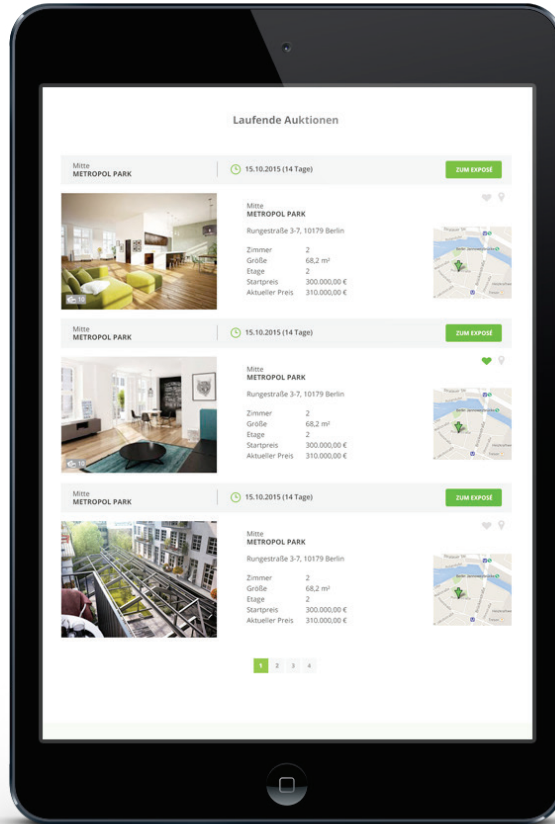 Laufende Auktionen
Mitte
METROPOL PARK
15.10.2015 (14 Tage)
ZUM EXPOSÉ
Mitte
METROPOL PARK
Rungestraße 3-7, 10179 Berlin
Zimmer 2
Größe 68,2 m²
Etage 2
Startpreis 300.000,00 €
Aktueller Preis 310.000,00 €
10
Mitte
METROPOL PARK
15.10.2015 (14 Tage)
ZUM EXPOSÉ
Mitte
METROPOL PARK
Rungestraße 3-7, 10179 Berlin
Zimmer 2
Größe 68,2 m²
Etage 2
Startpreis 300.000,00 €
Aktueller Preis 310.000,00 €
10
Mitte
METROPOL PARK
15.10.2015 (14 Tage)
ZUM EXPOSÉ
Mitte
METROPOL PARK
Rungestraße 3-7, 10179 Berlin
Zimmer 2
Größe 68,2 m²
Etage 2
Startpreis 300.000,00 €
Aktueller Preis 310.000,00 €
1 2 3 4